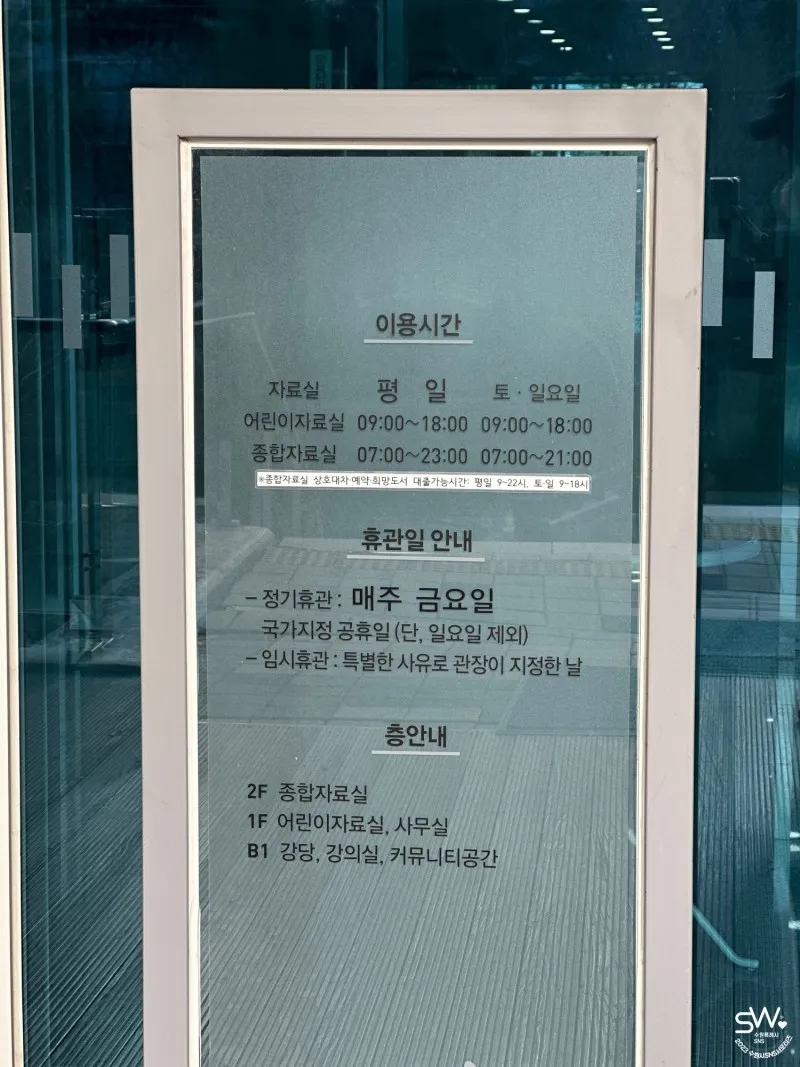 이용시간
자료실 평 일 토·일요일
어린이자료실 09:00~18:00 09:00~18:00
종합자료실 07:00~23:00 07:00~21:00
※종합자료실 상호대차·예약·희망도서 대출가능시간: 평일 9~22시, 토·일 9~18시
휴관일 안내
- 정기휴관 : 매주 금요일
국가지정 공휴일 (단, 일요일 제외)
- 임시휴관 : 특별한 사유로 관장이 지정한 날
층안내
2F 종합자료실
1F 어린이자료실, 사무실
B1 강당, 강의실, 커뮤니티공간
SW
수원특례시
SNS